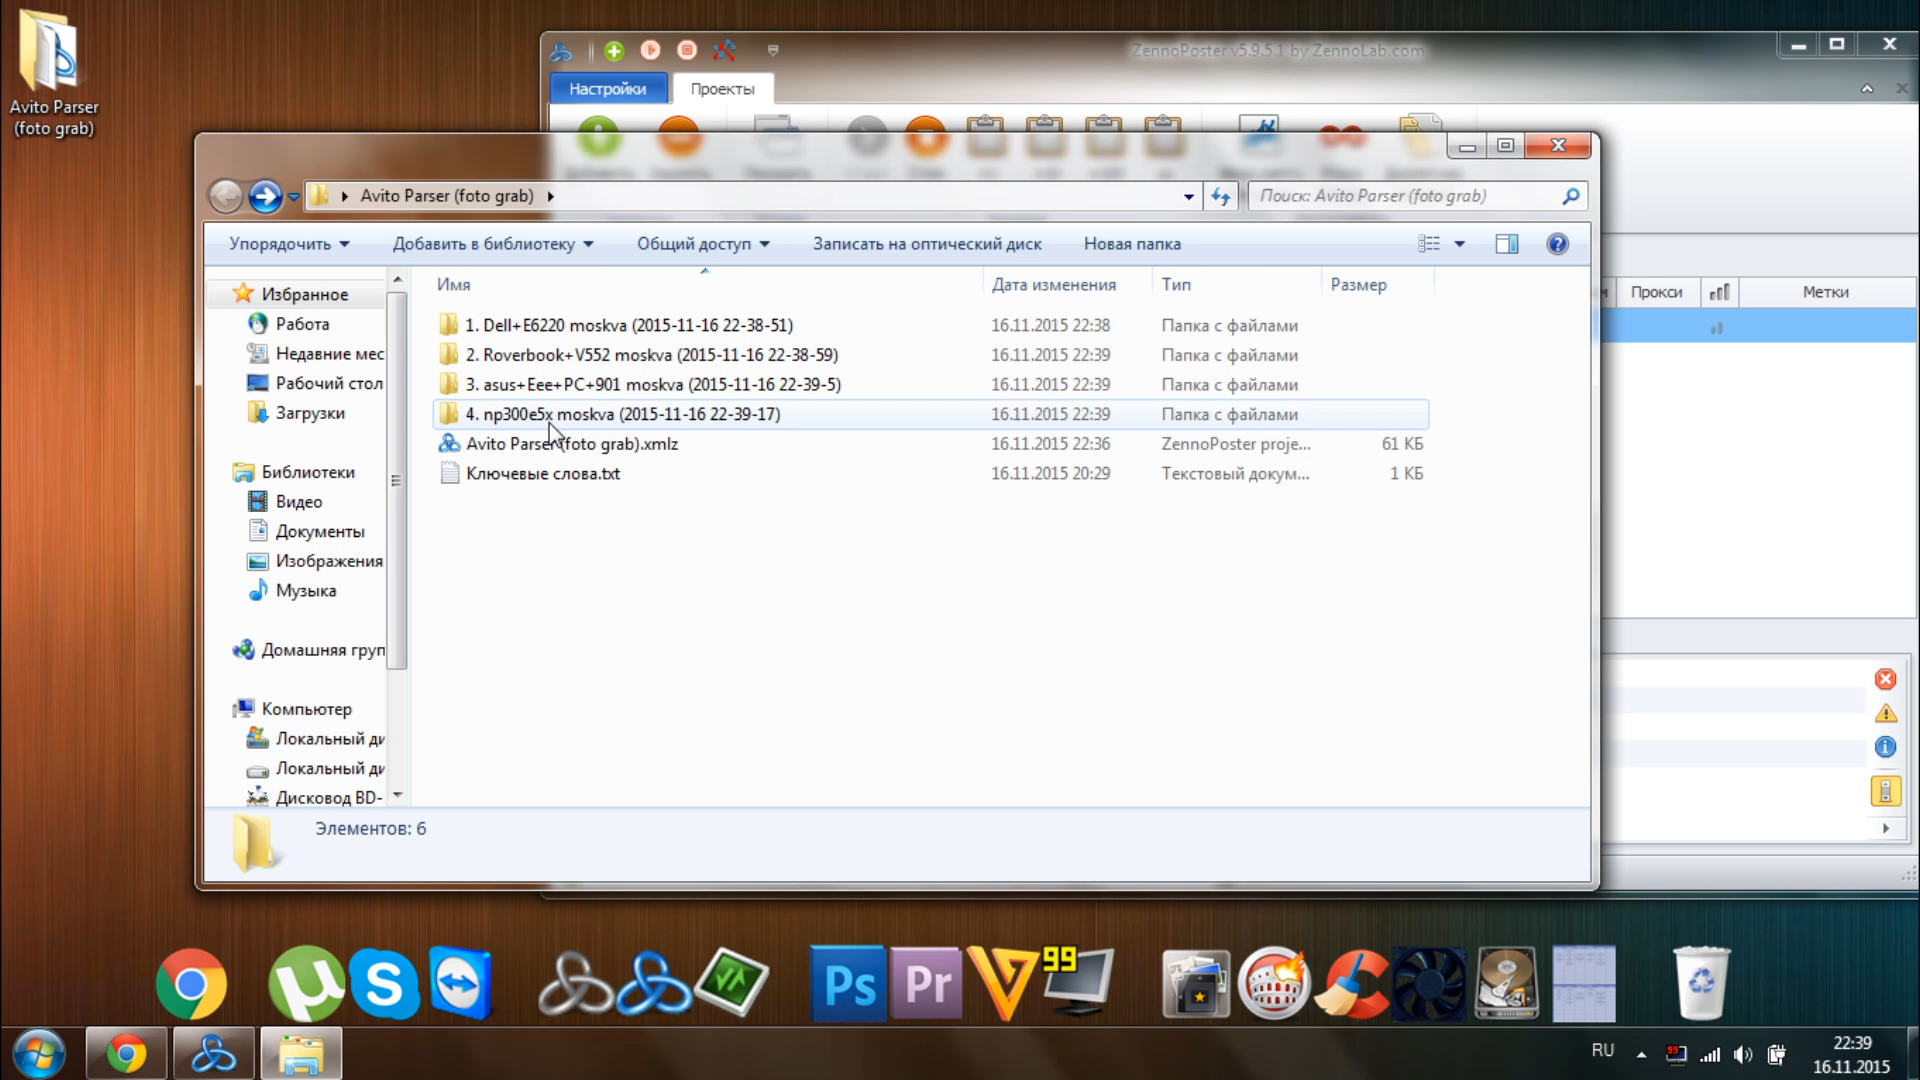 Avito Parser
(foto grab)
ZennoPoster v5.9.5.1 by ZennoLab.com
Настройки
Проекты
Avito Parser (foto grab)
Поиск: Avito Parser (foto grab)
Упорядочить
Добавить в библиотеку
Общий доступ
Записать на оптический диск
Новая папка
Имя
Дата изменения
Тип
Размер
1. Dell+E6220 moskva (2015-11-16 22-38-51)
16.11.2015 22:38
Папка с файлами
2. Roverbook+V552 moskva (2015-11-16 22-38-59)
16.11.2015 22:39
Папка с файлами
3. asus+Eee+PC+901 moskva (2015-11-16 22-39-5)
16.11.2015 22:39
Папка с файлами
4. np300e5x moskva (2015-11-16 22-39-17)
16.11.2015 22:39
Папка с файлами
Avito Parser (foto grab).xmlz
16.11.2015 22:36
ZennoPoster proje...
61 КБ
Ключевые слова.txt
16.11.2015 20:29
Текстовый докум...
1 КБ
Избранное
Работа
Недавние мес
Рабочий стол
Загрузки
Библиотеки
Видео
Документы
Изображения
Музыка
Домашняя груп
Компьютер
Локальный ди
Локальный ди
Дисковод BD-
Элементов: 6
Прокси
Метки
Ps
Pr
99
RU
99
22:39
16.11.2015